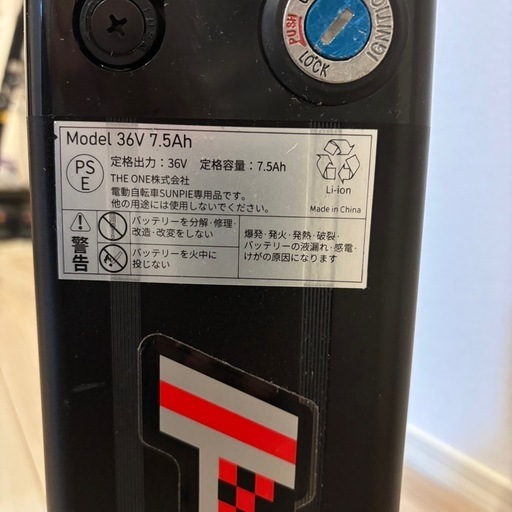 PUSH
IGNITIO
LOCK
Model 36V 7.5Ah
PS
E
定格出力：36V 定格容量：7.5Ah
THE ONE株式会社
電動自転車SUNPIE専用品です。
他の用途には使用しないでください。
Li-ion
Made in China
警告
バッテリーを分解·修理·
改造·改変をしない
バッテリーを火中に
投じない
爆発·発火·発熱·破裂·
バッテリーの液漏れ·感電·
けがの原因になります